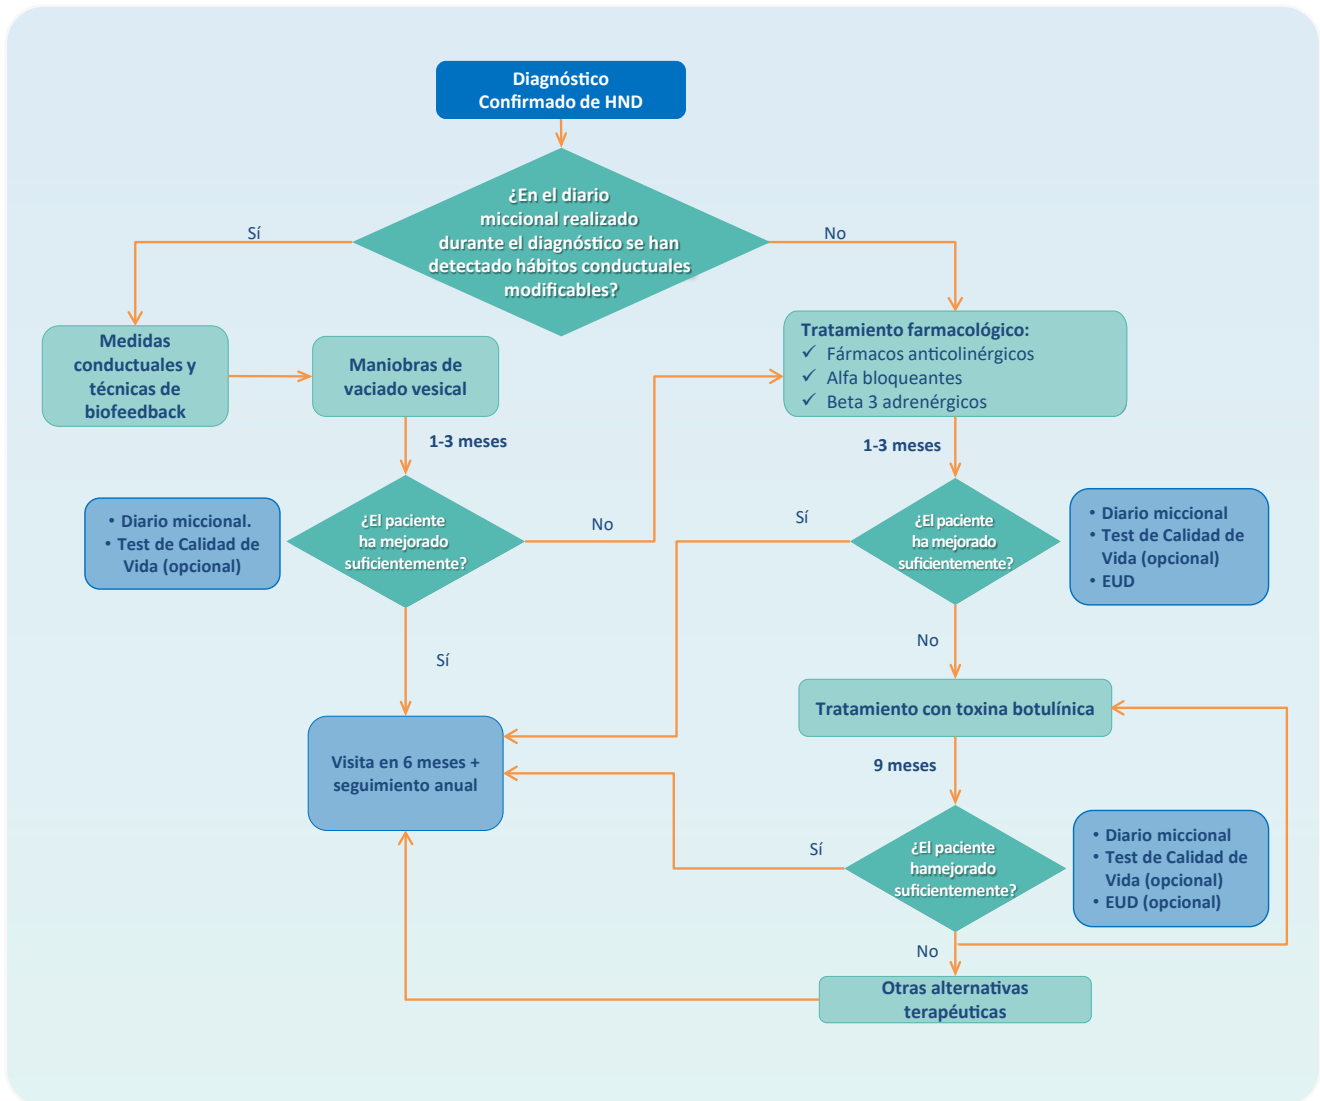 Diagnóstico
Confirmado de HND
¿En el diario
miccional realizado
durante el diagnóstico se han
detectado hábitos conductuales
modificables?
Sí
No
Medidas
conductuales y
técnicas de
biofeedback
Maniobras de
vaciado vesical
Tratamiento farmacológico:
✓ Fármacos anticolinérgicos
✓ Alfa bloqueantes
✓ Beta 3 adrenérgicos
1-3 meses
1-3 meses
• Diario miccional.
• Test de Calidad de
Vida (opcional)
¿El paciente
ha mejorado
suficientemente?
No
Sí
¿El paciente
ha mejorado
suficientemente?
• Diario miccional
• Test de Calidad de
Vida (opcional)
• EUD
Sí
No
Tratamiento con toxina botulínica
Visita en 6 meses +
seguimiento anual
9 meses
Sí
¿El paciente
hamejorado
suficientemente?
• Diario miccional
• Test de Calidad de
Vida (opcional)
• EUD (opcional)
No
Otras alternativas
terapéuticas